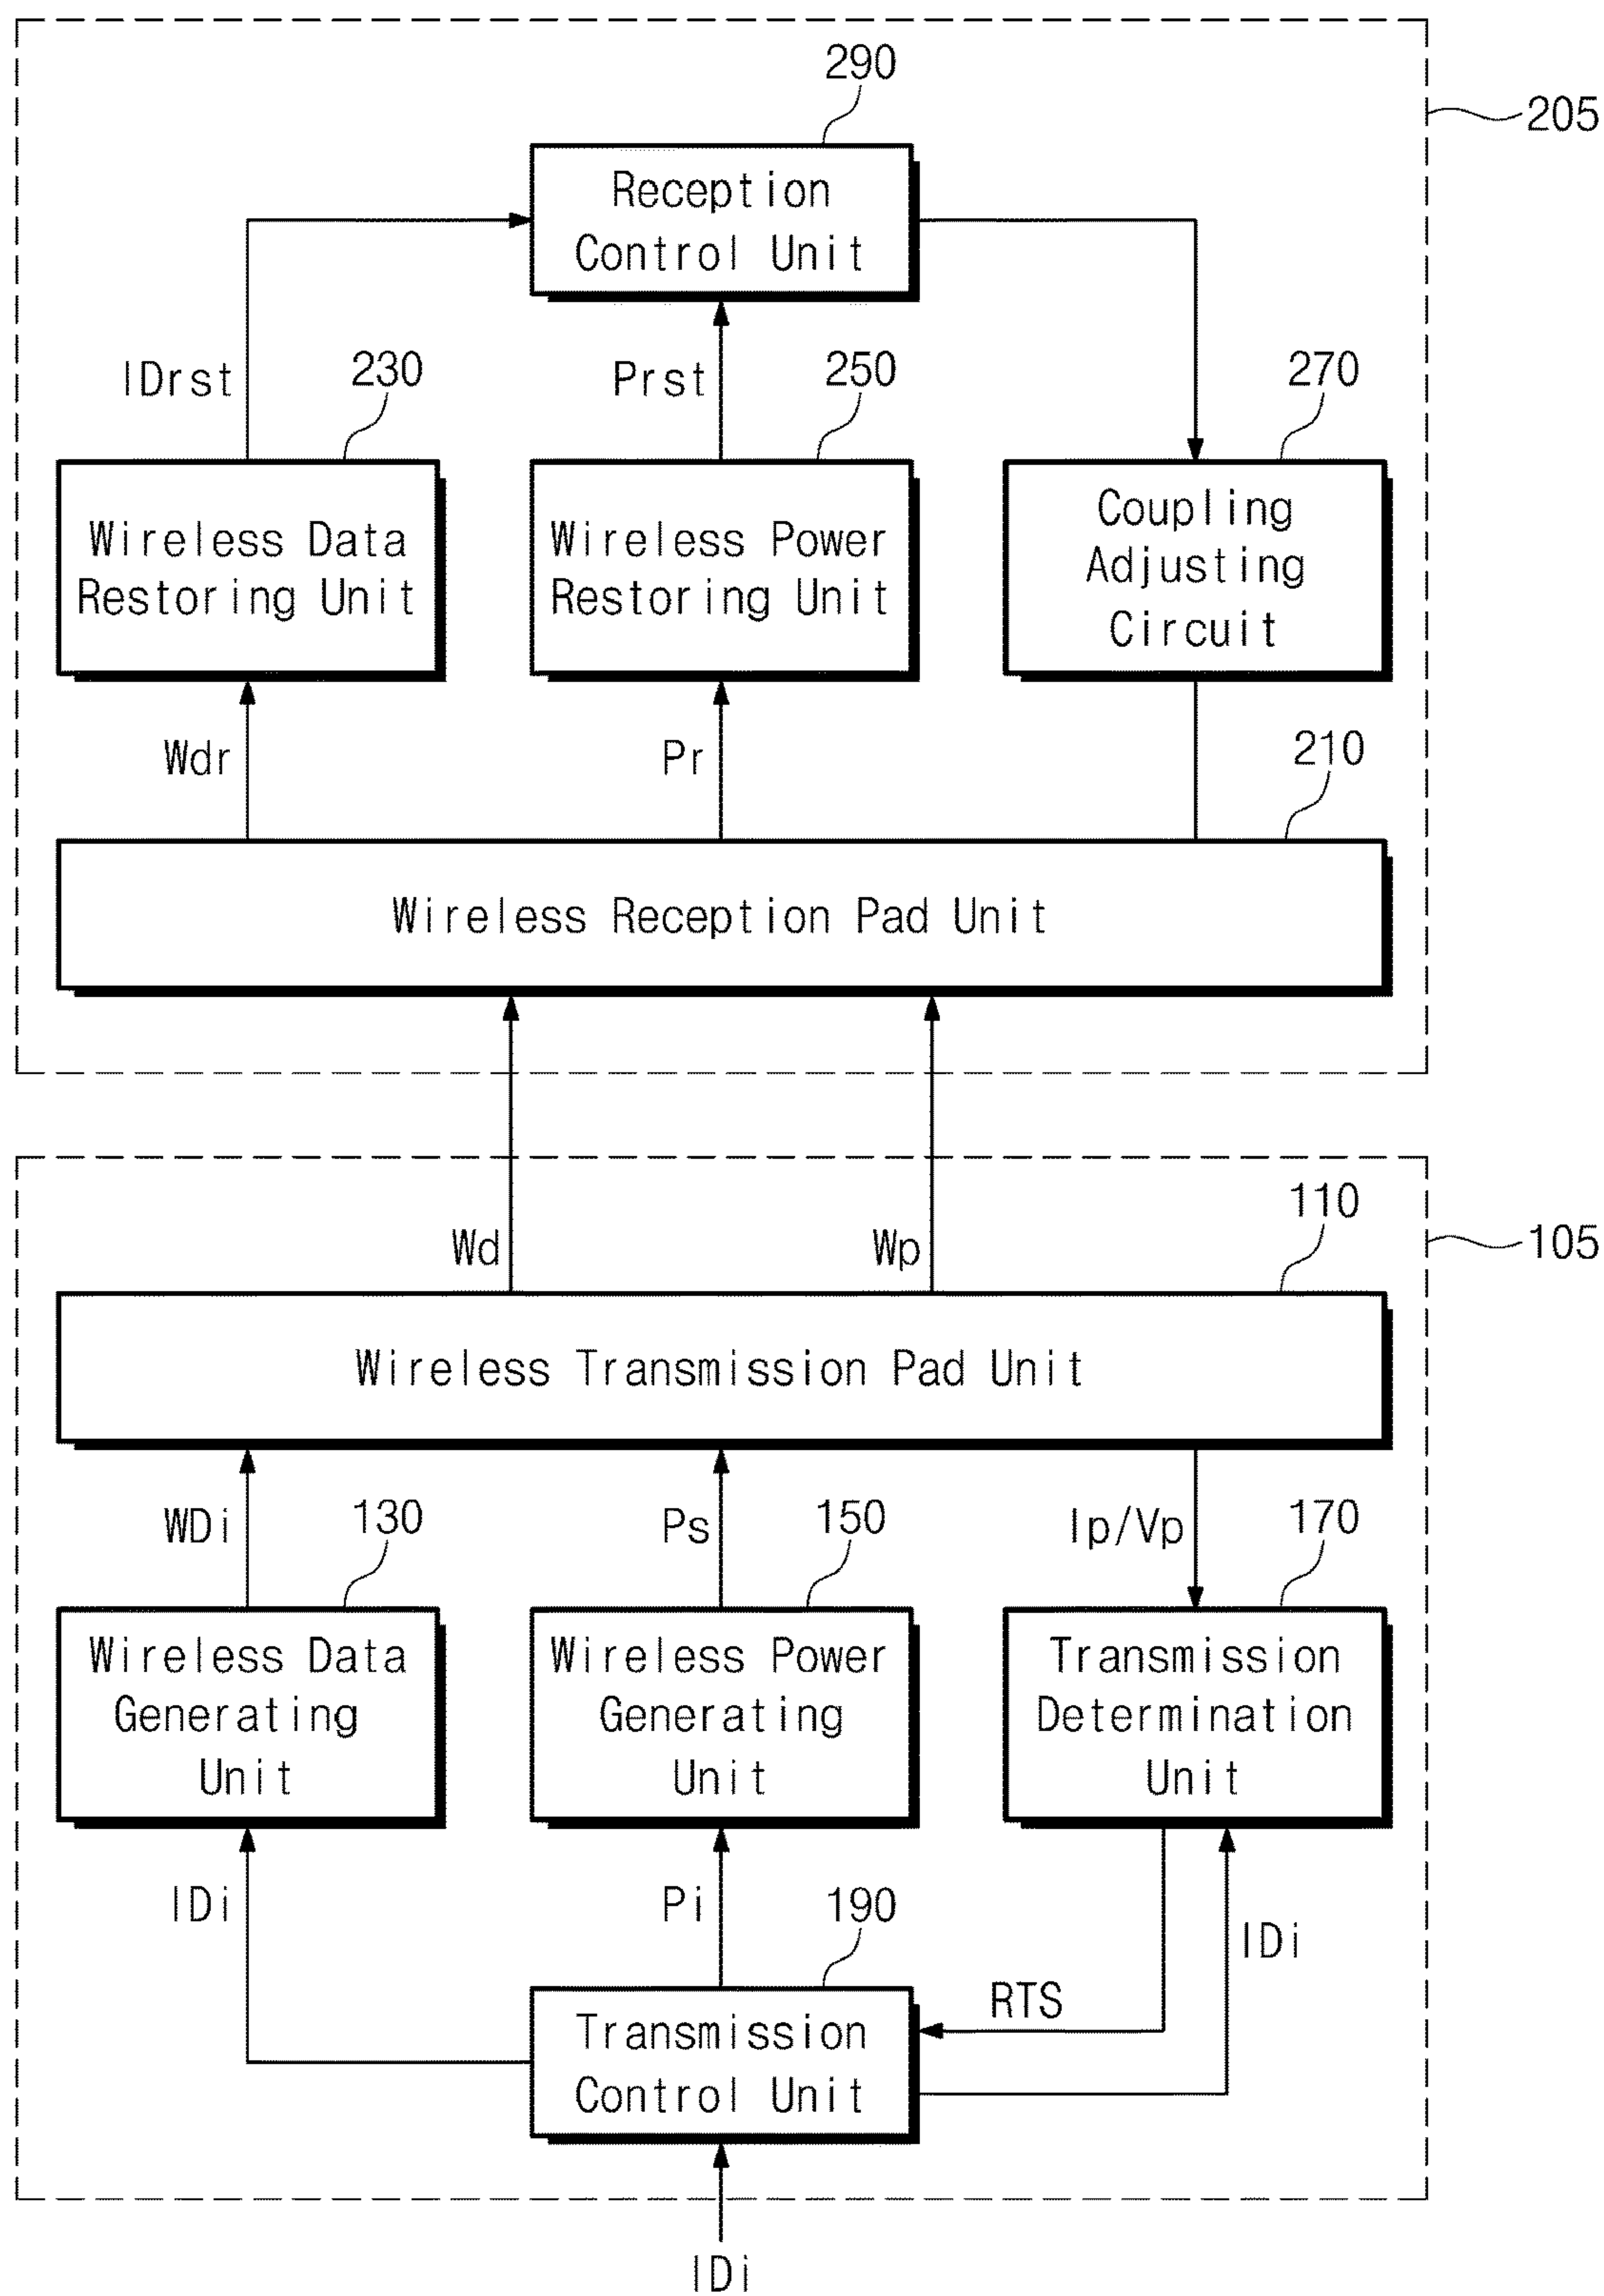 290
205
Reception
Control Unit
IDrst
230
Prst
250
270
Wireless Data
Restoring Unit
Wireless Power
Restoring Unit
Coupling
Adjusting
Circuit
Wdr
Pr
210
Wireless Reception Pad Unit
110
105
Wd
Wp
Wireless Transmission Pad Unit
WDi
130
Ps
150
Ip/Vp
170
Wireless Data
Generating
Unit
Wireless Power
Generating
Unit
Transmission
Determination
Unit
IDi
Pi
190
IDi
RTS
Transmission
Control Unit
IDi